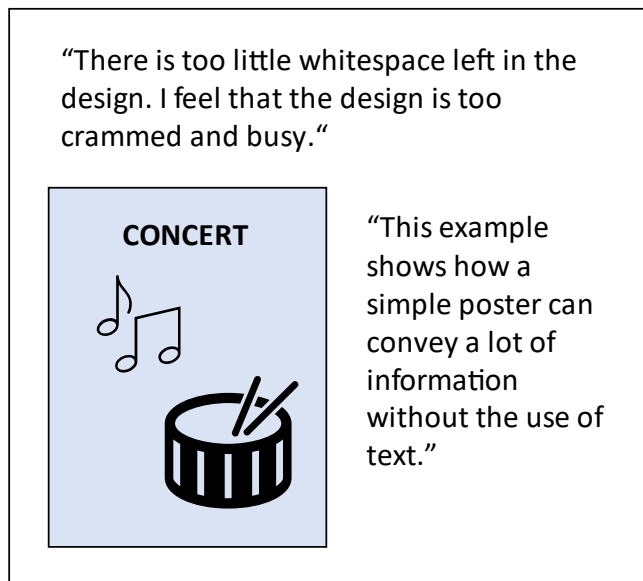 “There is too little whitespace left in the
design. I feel that the design is too
crammed and busy.“
CONCERT
“This example
shows how a
simple poster can
convey a lot of
information
without the use of
text.”